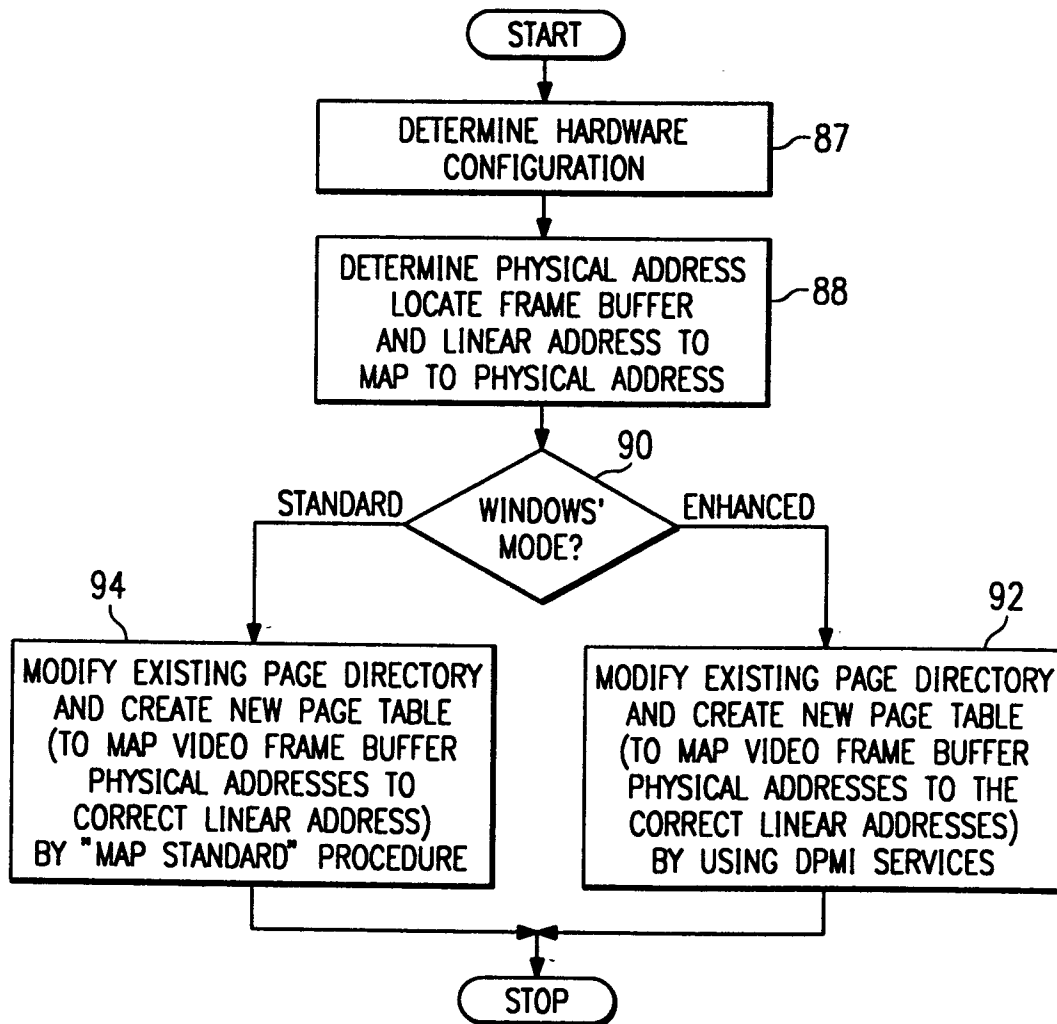 START
DETERMINE HARDWARE
CONFIGURATION
87
DETERMINE PHYSICAL ADDRESS
LOCATE FRAME BUFFER
AND LINEAR ADDRESS TO
MAP TO PHYSICAL ADDRESS
88
90
STANDARD
WINDOWS'
MODE?
ENHANCED
94
MODIFY EXISTING PAGE DIRECTORY
AND CREATE NEW PAGE TABLE
(TO MAP VIDEO FRAME BUFFER
PHYSICAL ADDRESSES TO
CORRECT LINEAR ADDRESS)
BY "MAP STANDARD" PROCEDURE
92
MODIFY EXISTING PAGE DIRECTORY
AND CREATE NEW PAGE TABLE
(TO MAP VIDEO FRAME BUFFER
PHYSICAL ADDRESSES TO THE
CORRECT LINEAR ADDRESSES)
BY USING DPMI SERVICES
STOP